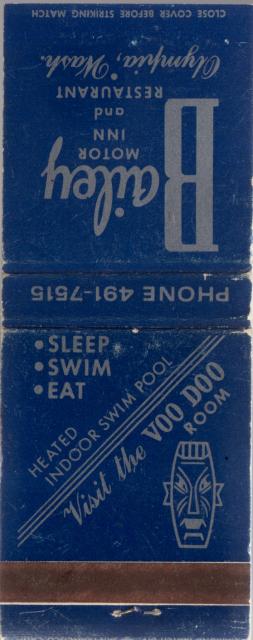 CLOSE COVER BEFORE STRIKING MATCH
Bailey
MOTOR
INN
and
RESTAURANT
Olympia, Wash.
PHONE 491-7515
• SLEEP
• SWIM
• EAT
HEATED
INDOOR SWIM POOL
Visit the VOO DOO
ROOM